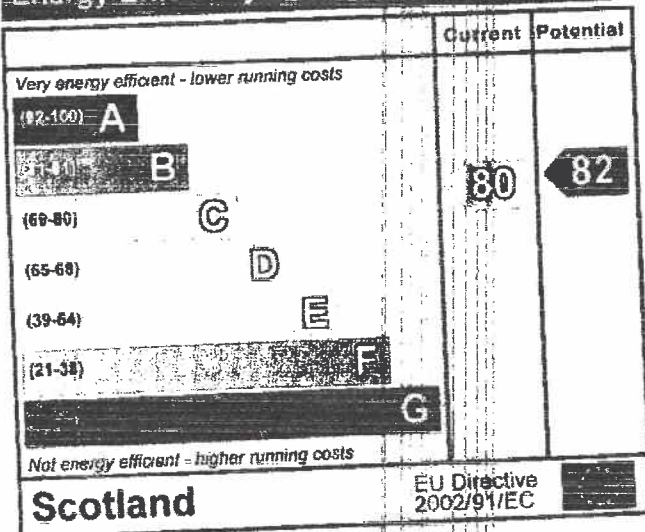 Current Potential
Very energy efficient - lower running costs
(92-100) A
B
(69-80) C
(55-68) D
(39-54) E
(21-38) F
G
80 82
Not energy efficient - higher running costs
Scotland
EU Directive
2002/91/EC